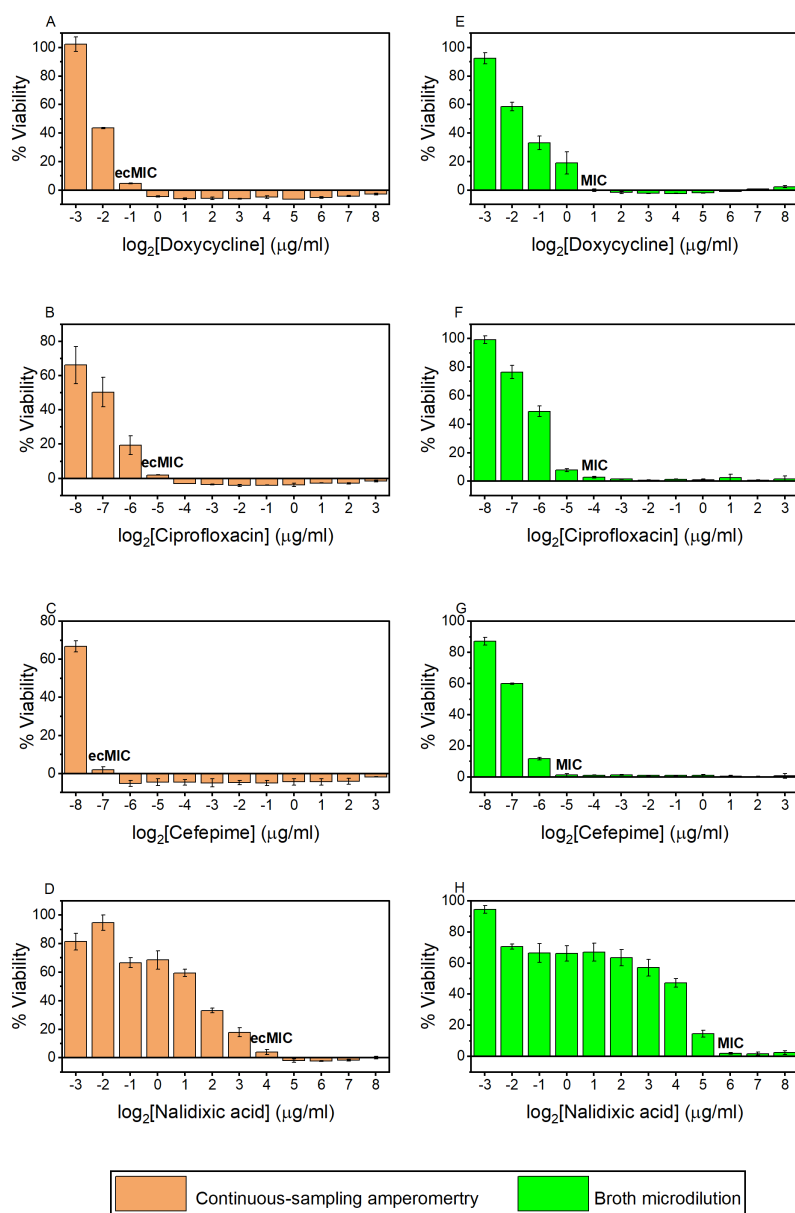 A
% Viability
100
80
60
40
20
0
ecMIC
-3 -2 -1 0 1 2 3 4 5 6 7 8
log2[Doxycycline] (μg/ml)
E
% Viability
100
80
60
40
20
0
MIC
-3 -2 -1 0 1 2 3 4 5 6 7 8
log2[Doxycycline] (μg/ml)
B
% Viability
80
60
40
20
0
ecMIC
-8 -7 -6 -5 -4 -3 -2 -1 0 1 2 3
log2[Ciprofloxacin] (μg/ml)
F
% Viability
100
80
60
40
20
0
MIC
-8 -7 -6 -5 -4 -3 -2 -1 0 1 2 3
log2[Ciprofloxacin] (μg/ml)
C
% Viability
80
60
40
20
0
ecMIC
-8 -7 -6 -5 -4 -3 -2 -1 0 1 2 3
log2[Cefepime] (μg/ml)
G
% Viability
100
80
60
40
20
0
MIC
-8 -7 -6 -5 -4 -3 -2 -1 0 1 2 3
log2[Cefepime] (μg/ml)
D
% Viability
100
80
60
40
20
0
ecMIC
-3 -2 -1 0 1 2 3 4 5 6 7 8
log2[Nalidixic acid] (μg/ml)
H
% Viability
100
80
60
40
20
0
MIC
-3 -2 -1 0 1 2 3 4 5 6 7 8
log2[Nalidixic acid] (μg/ml)
Continuous-sampling amperometry Broth microdilution